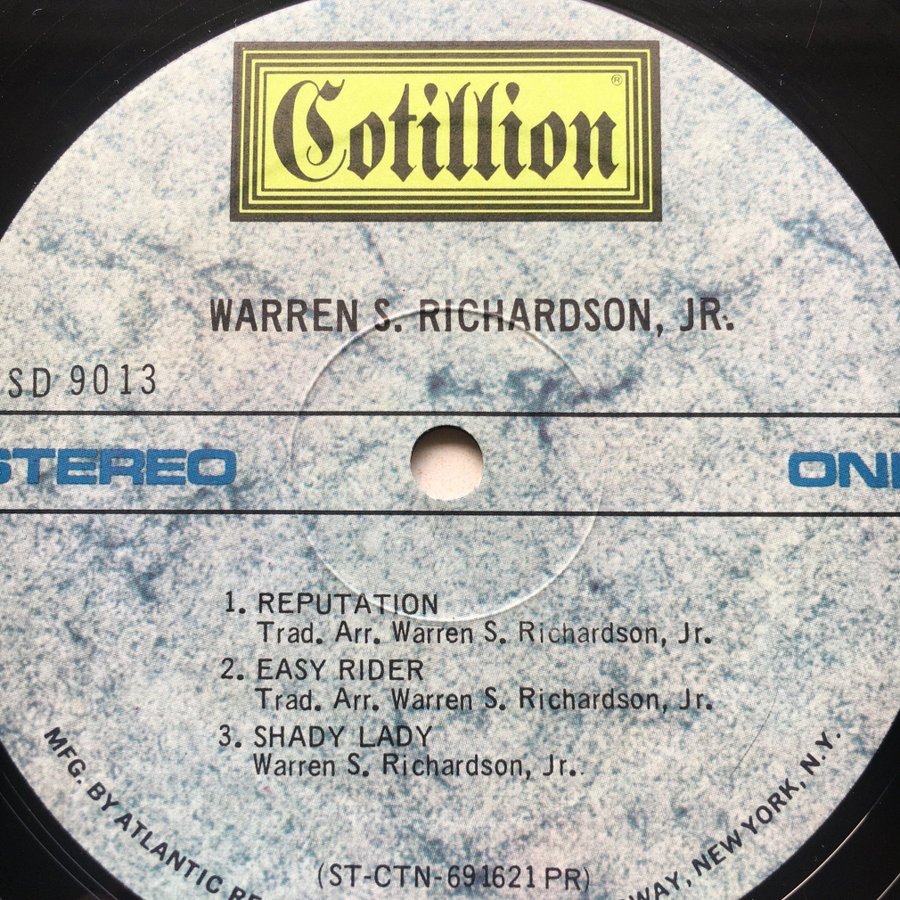 Cotillion ®
WARREN S. RICHARDSON, JR.
SD 9013
STEREO
ON
1. REPUTATION
Trad. Arr. Warren S. Richardson, Jr.
2. EASY RIDER
Trad. Arr. Warren S. Richardson, Jr.
3. SHADY LADY
Warren S. Richardson, Jr.
(ST-CTN-691621 PR)
MFG. BY ATLANTIC RE
WAY, NEW YORK, N.Y.